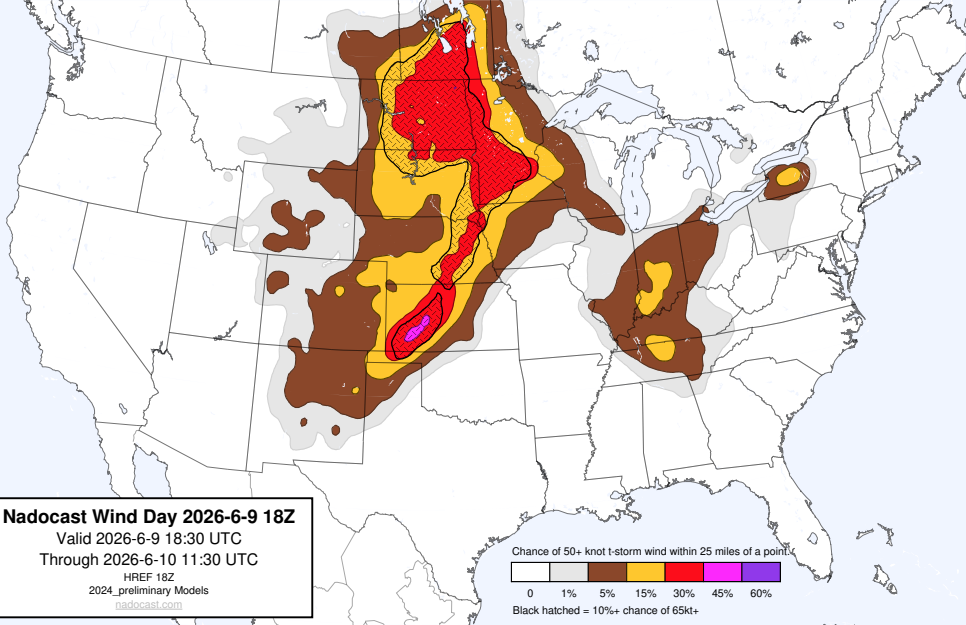 Nadocast Wind Day 2026-6-9 18Z
Valid 2026-6-9 18:30 UTC
Through 2026-6-10 11:30 UTC
HREF 18Z
2024_preliminary Models
nadocast.com
Chance of 50+ knot t-storm wind within 25 miles of a point.
0 1% 5% 15% 30% 45% 60%
Black hatched = 10%+ chance of 65kt+